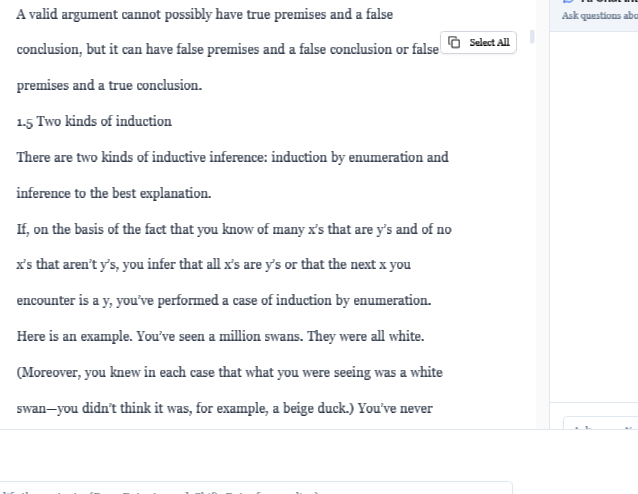 A valid argument cannot possibly have true premises and a false
conclusion, but it can have false premises and a false conclusion or false
Select All
premises and a true conclusion.
1.5 Two kinds of induction
There are two kinds of inductive inference: induction by enumeration and
inference to the best explanation.
If, on the basis of the fact that you know of many x’s that are y’s and of no
x’s that aren’t y’s, you infer that all x’s are y’s or that the next x you
encounter is a y, you’ve performed a case of induction by enumeration.
Here is an example. You’ve seen a million swans. They were all white.
(Moreover, you knew in each case that what you were seeing was a white
swan—you didn’t think it was, for example, a beige duck.) You’ve never
Ask questions abo